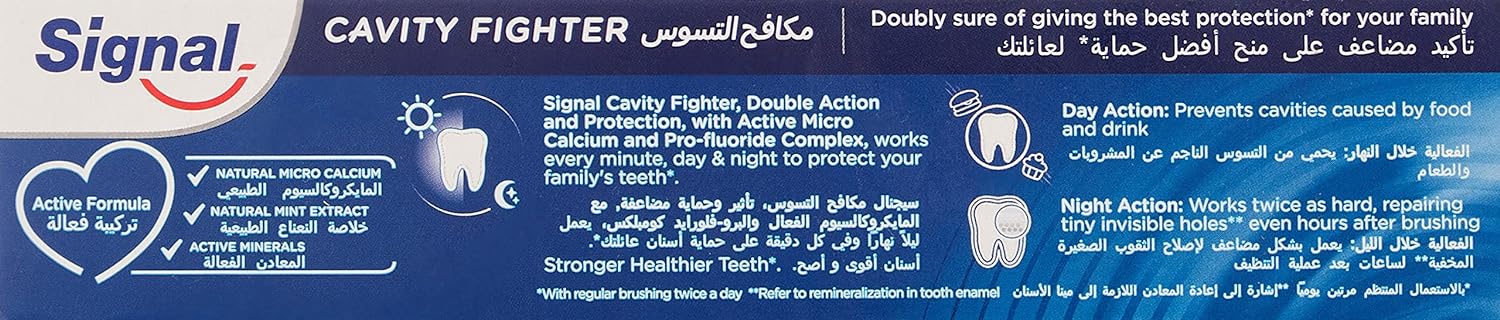 Signal
CAVITY FIGHTER مكافح التسوس
Doubly sure of giving the best protection* for your family
تأكيد مضاعف على منح أفضل حماية* لعائلتك
Active Formula
تركيبة فعالة
NATURAL MICRO CALCIUM
المايكروكالسيوم الطبيعي
NATURAL MINT EXTRACT
خلاصة النعناع الطبيعية
ACTIVE MINERALS
المعادن الفعالة
Signal Cavity Fighter, Double Action
and Protection, with Active Micro
Calcium and Pro-fluoride Complex, works
every minute, day & night to protect your
family's teeth*.
سيجنال مكافح التسوس، تأثير وحماية مضاعفة, مع
المايكروكالسيوم الفعال والبرو-فلورايد كومبلكس، يعمل
ليلاً نهاراً وفي كل دقيقة على حماية أسنان عائلتك*.
Stronger Healthier Teeth*. أسنان أقوى و أصح.
Day Action: Prevents cavities caused by food
and drink
الفعالية خلال النهار: يحمي من التسوس الناجم عن المشروبات
والطعام
Night Action: Works twice as hard, repairing
tiny invisible holes** even hours after brushing
الفعالية خلال الليل: يعمل بشكل مضاعف لإصلاح الثقوب الصغيرة
المخفية** لساعات بعد عملية التنظيف
*With regular brushing twice a day **Refer to remineralization in tooth enamel *بالاستعمال المنتظم مرتين يومياً **إشارة إلى إعادة المعادن اللازمة إلى مينا الأسنان